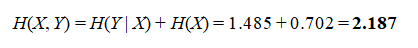 H(X, Y) = H(Y | X) + H(X) = 1.485 + 0.702 = 2.187